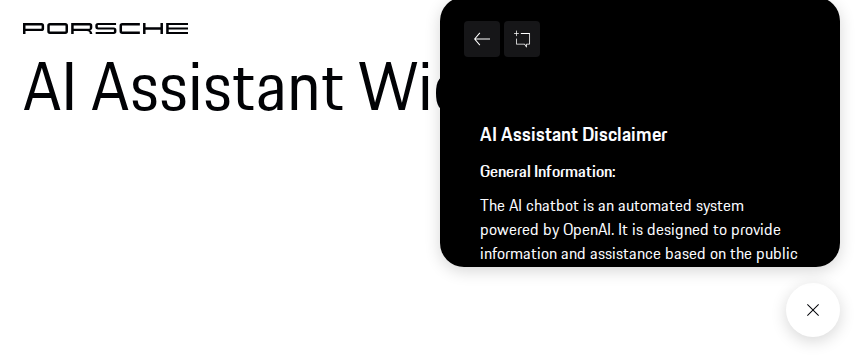 PORSCHE
AI Assistant Wi
AI Assistant Disclaimer
General Information:
The AI chatbot is an automated system
powered by OpenAI. It is designed to provide
information and assistance based on the public